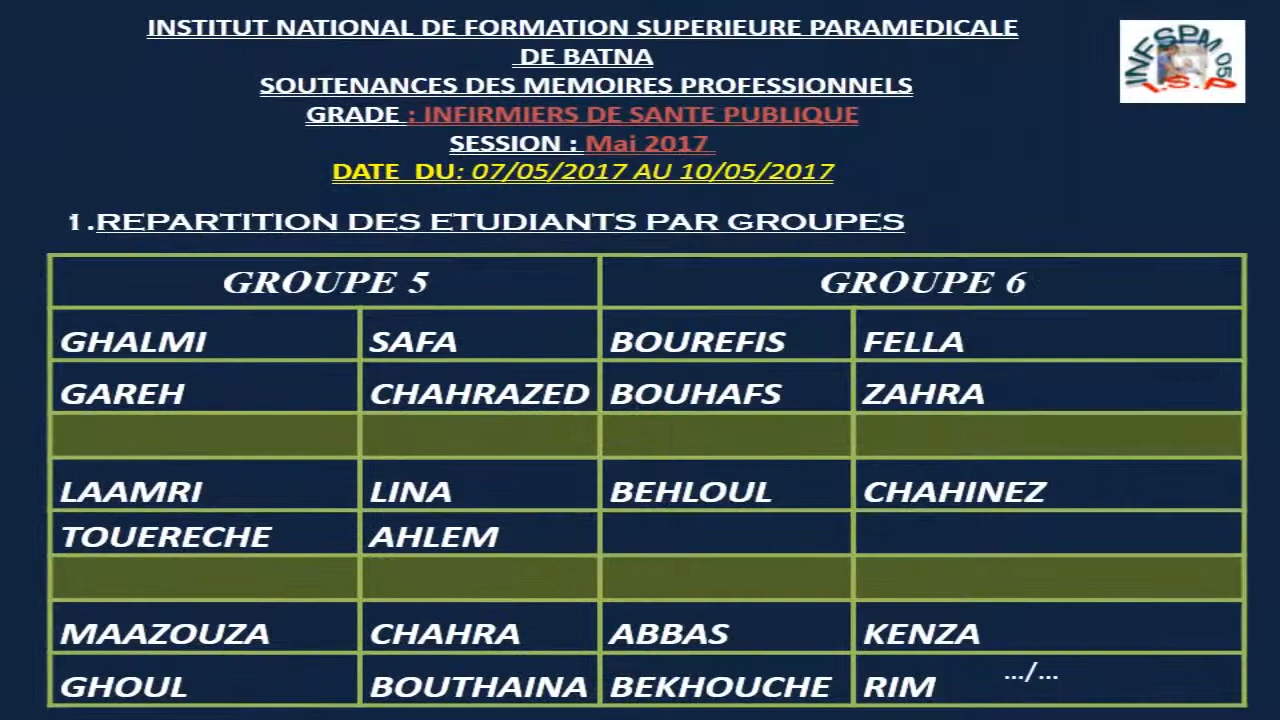 INSTITUT NATIONAL DE FORMATION SUPERIEURE PARAMEDICALE
DE BATNA
SOUTENANCES DES MEMOIRES PROFESSIONNELS
GRADE : INFIRMIERS DE SANTE PUBLIQUE
SESSION : Mai 2017
DATE DU: 07/05/2017 AU 10/05/2017
INFSPM 05
I.S.P
1.REPARTITION DES ETUDIANTS PAR GROUPES
GROUPE 5 GROUPE 6
GHALMI SAFA BOUREFIS FELLA
GAREH CHAHRAZED BOUHAFS ZAHRA
LAAMRI LINA BEHLOUL CHAHINEZ
TOUERECHE AHLEM
MAAZOUZA CHAHRA ABBAS KENZA
GHOUL BOUTHAINA BEKHOUCHE RIM .../...